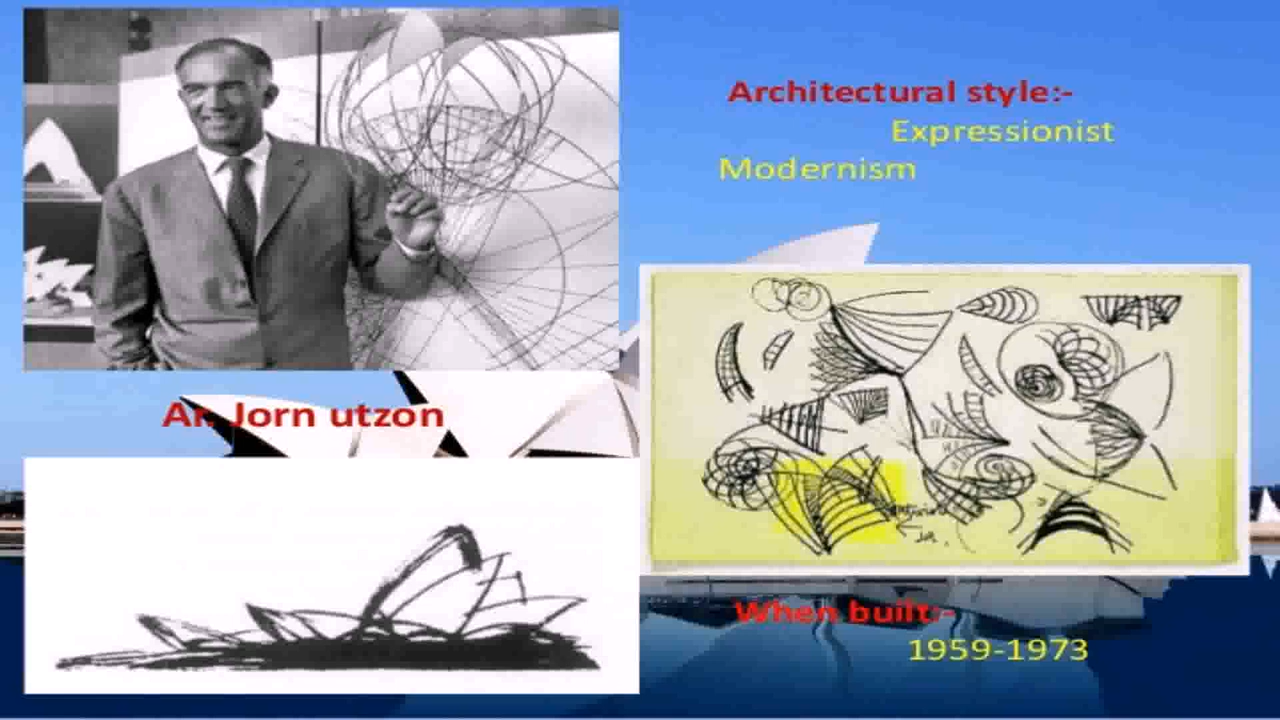 Architectural style:-
Expressionist
Modernism
Ar. Jorn utzon
When built:-
1959-1973